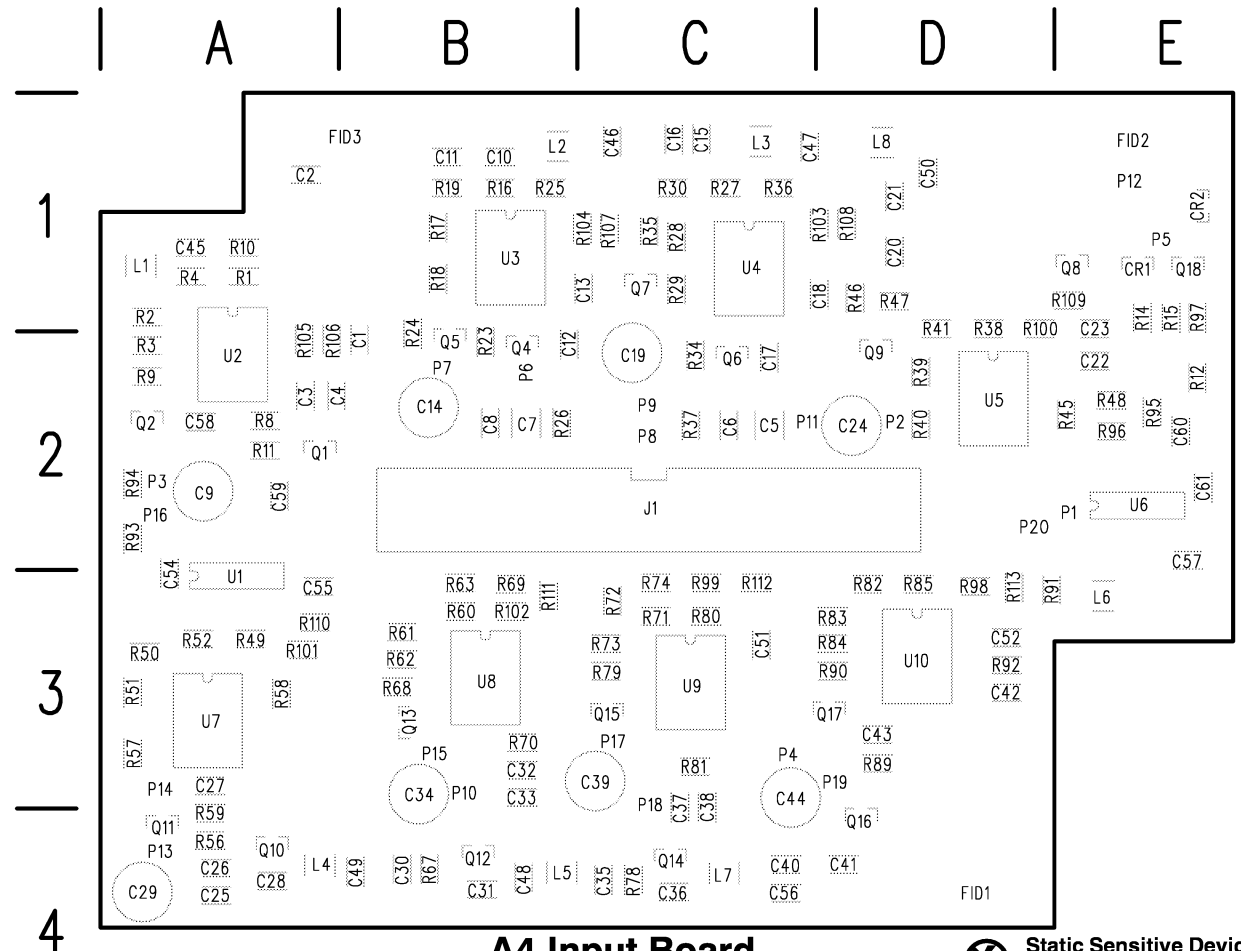 A B C D E
1
FID3 L2 C46 C16 C15 L3 C47 L8 FID2
C11 C10
C2 C50 P12
R19 R16 R25 R30 R27 R36 C21 CR2
R17 R104 R107 R35 R28 R103 R108
C45 R10 P5
L1 U3 U4 C20
R4 R1 R18 C13 Q7 R29 C18 R46 R47 Q8 CR1 Q18
R109
R2 R14 R15 R97
R3 U2 R105 R106 C1 R24 Q5 R23 Q4 C12 C19 R34 Q6 C17 Q9 R41 R38 R100 C23
P7 P6 C22
R9 R39 R12
C3 C4 C14 P9 U5 R48
Q2 C58 R8 C8 C7 R26 P8 R37 C6 C5 P11 C24 P2 R40 R45 R96 R95 C60
2
R11 Q1
R94 P3 C9 C59 C61
P16 J1 P20 P1 U6
R93
C54 U1 C55 C57
R63 R69 R111 R74 R99 R112 R82 R85 R98 R113 R91 L6
R72
R60 R102 R71 R80 R83
R110
R52 R49 R61 R73 C51 R84 C52
R50 R101
R62 R79 R90 U10 R92
3
R51 R58 R68 U8 U9 C42
U7 Q13 Q15 Q17
R57 P15 R70 P17 P4 C43
R81 R89
P14 C27 C34 P10 C32 C39 C44 P19
C33 P18 C37 C38
R59 Q16
Q11
P13 R56 Q10
C26 L4 C49 C30 R67 Q12 C48 L5 C35 R78 Q14 L7 C40 C41
C29 C28 C31 C36 C56 FID1
C25
4
A4 Input Board
Static Sensitive Devic